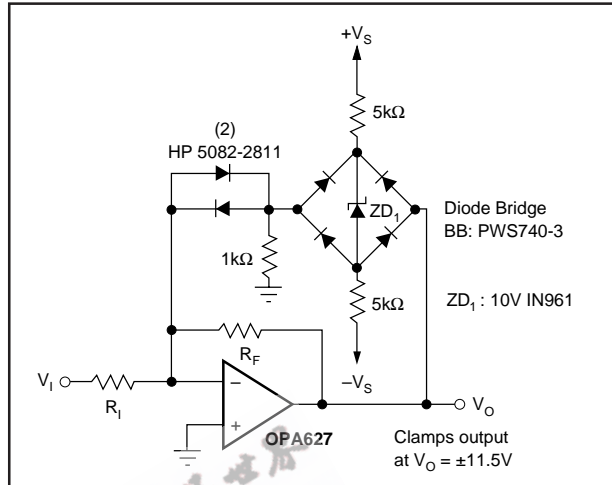 +VS
5kΩ
(2)
HP 5082-2811
ZD1
Diode Bridge
BB: PWS740-3
1kΩ
5kΩ
ZD1 : 10V IN961
RF
–VS
VI
RI
–
+
VO
OPA627
Clamps output
at VO = ±11.5V